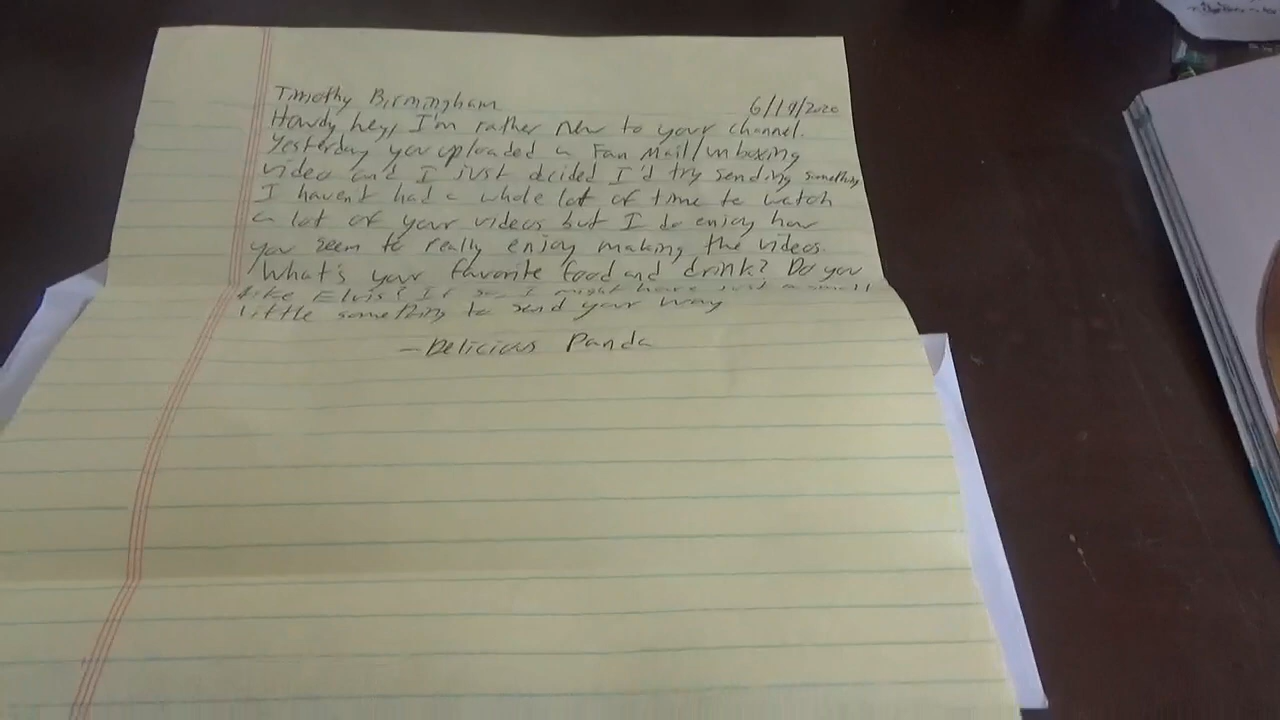 Timothy Birmingham 6/19/2020
Howdy hey, I'm rather new to your channel.
Yesterday you uploaded a Fan Mail/unboxing
video and I just decided I'd try sending something
I haven't had a whole lot of time to watch
a lot of your videos but I do enjoy how
you seem to really enjoy making the videos.
What's your favorite food and drink? Do you
like Elvis? If so I might have just a small
little something to send your way
-Delicious Panda